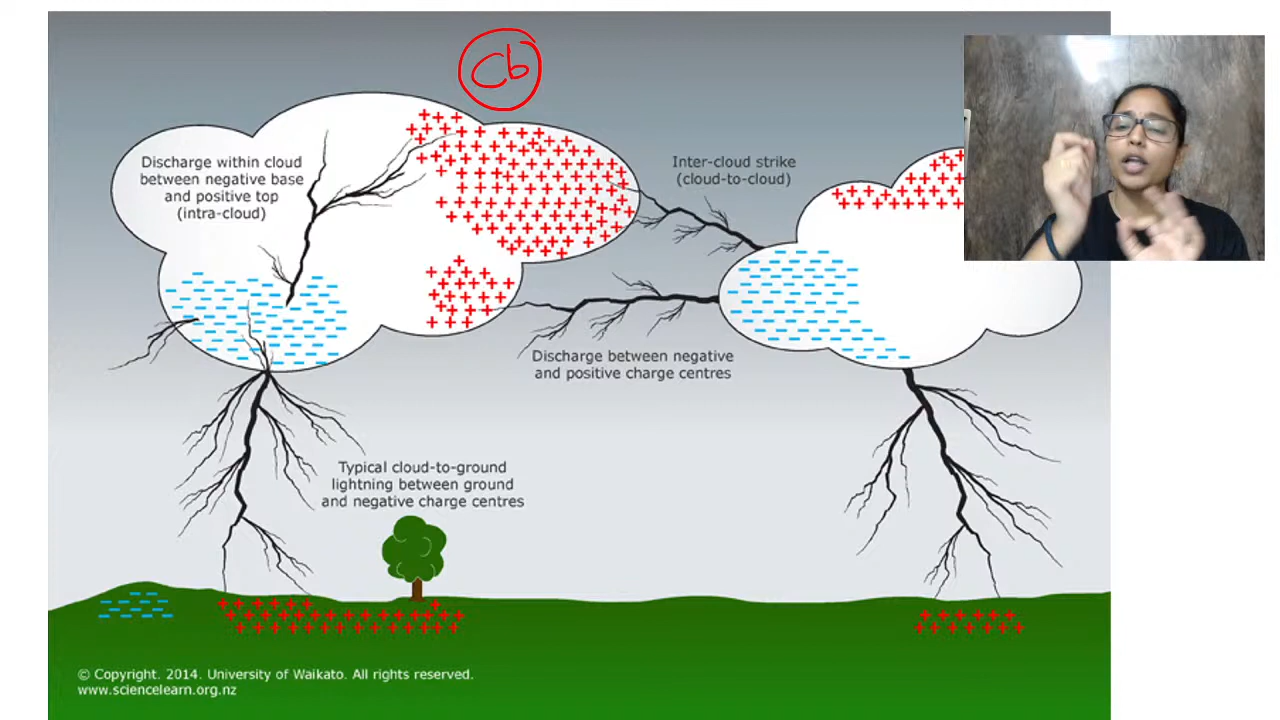 Cb
Discharge within cloud
between negative base
and positive top
(intra-cloud)
Inter-cloud strike
(cloud-to-cloud)
Discharge between negative
and positive charge centres
Typical cloud-to-ground
lightning between ground
and negative charge centres
© Copyright. 2014. University of Waikato. All rights reserved.
www.sciencelearn.org.nz